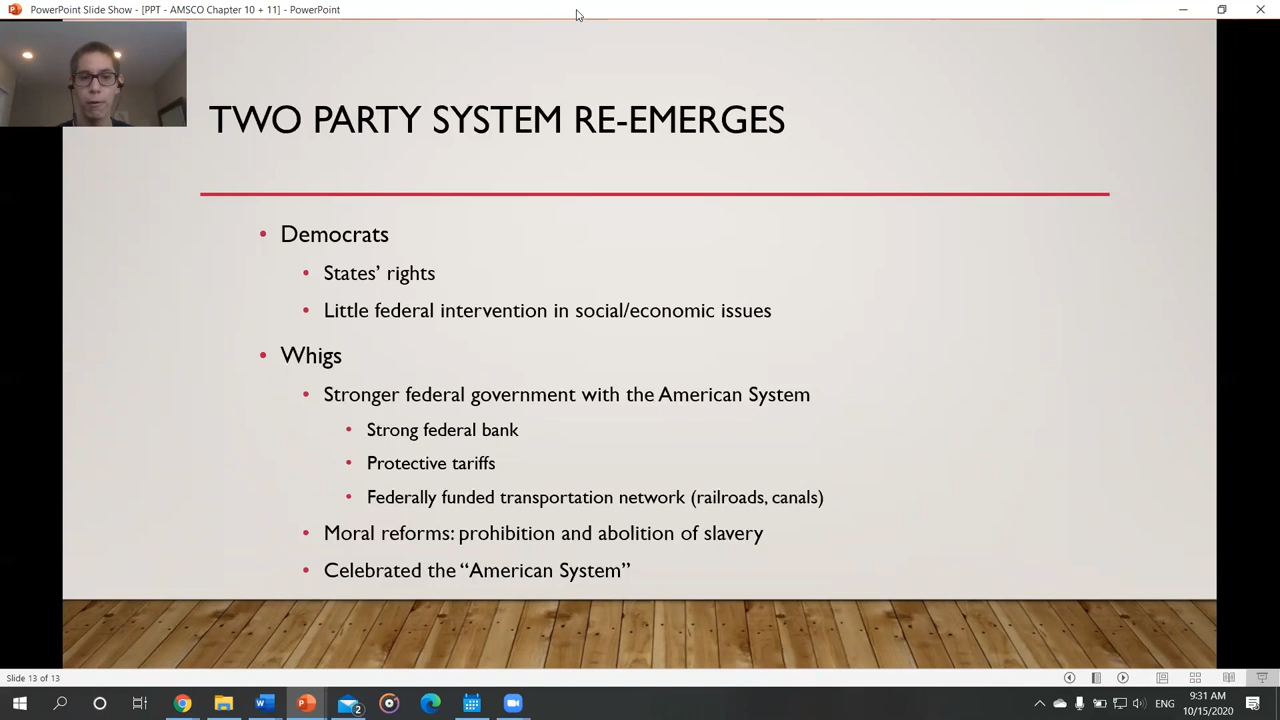 PowerPoint Slide Show - [PPT - AMSCO Chapter 10 + 11] - PowerPoint
TWO PARTY SYSTEM RE-EMERGES
• Democrats
• States’ rights
• Little federal intervention in social/economic issues
• Whigs
• Stronger federal government with the American System
• Strong federal bank
• Protective tariffs
• Federally funded transportation network (railroads, canals)
• Moral reforms: prohibition and abolition of slavery
• Celebrated the “American System”
Slide 13 of 13
2
ENG
9:31 AM
10/15/2020